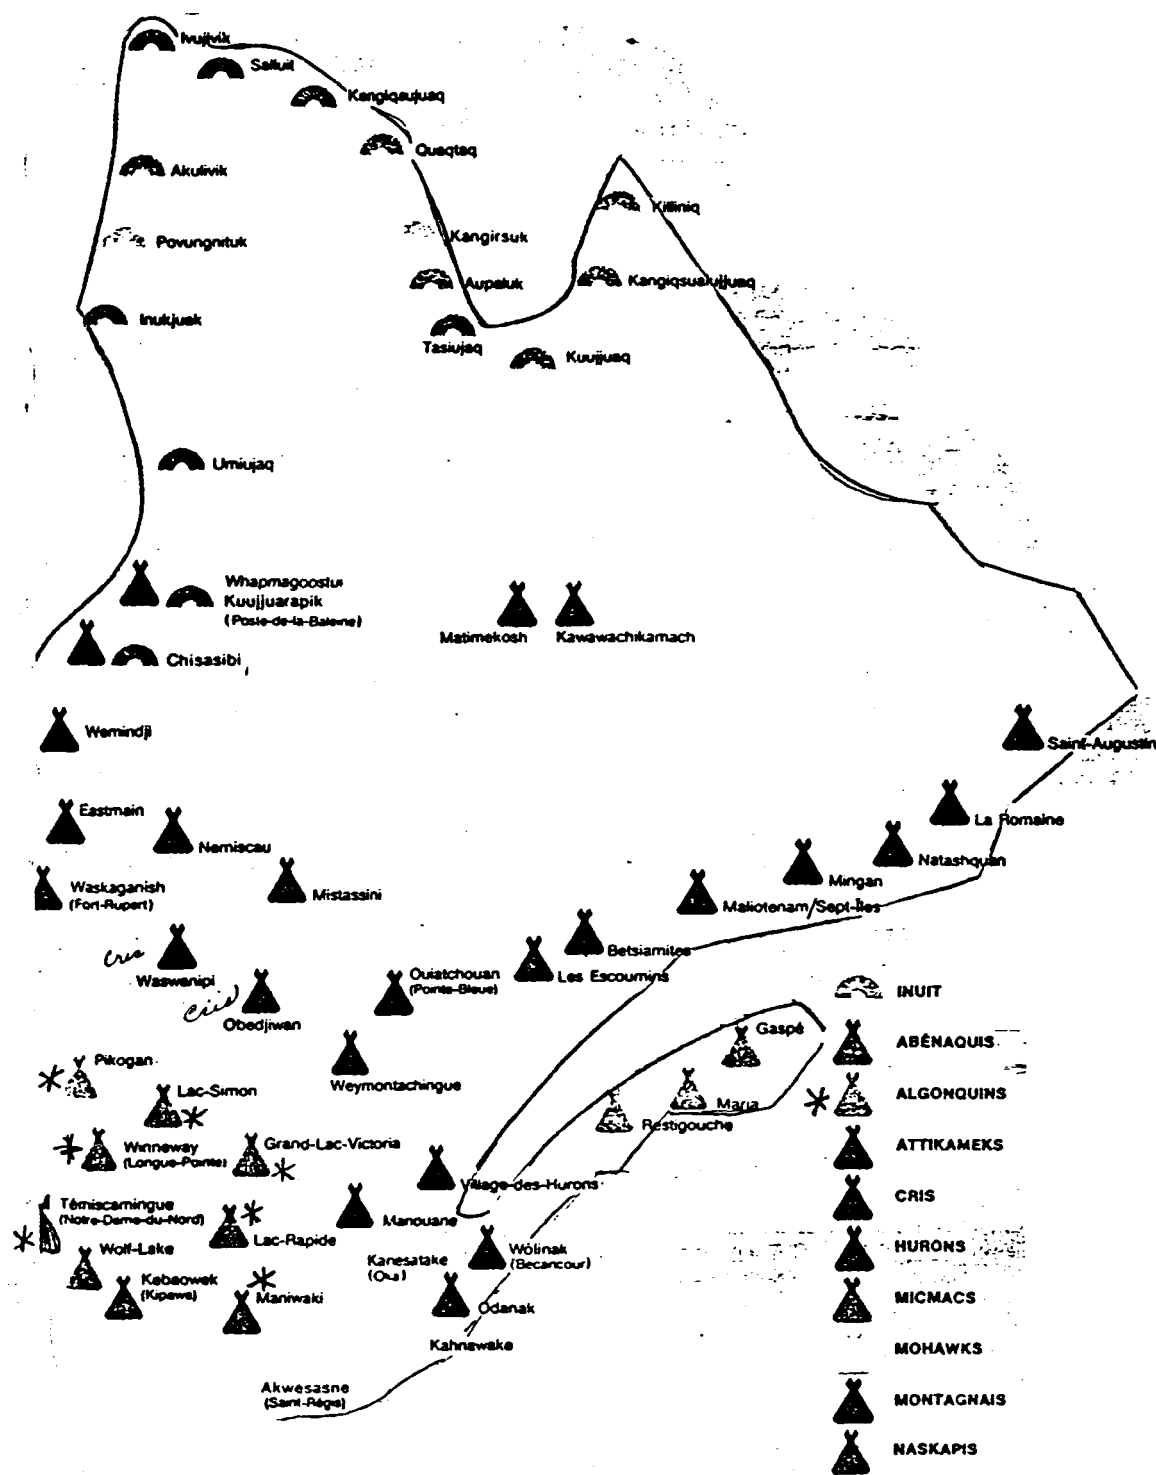 Ivujivik
Salluit
Kangiqsujuaq
Quaqtaq
Akulivik
Killiniq
Povungnituk
Kangirsuk
Aupaluk
Kangiqsualujjuaq
Inukjuak
Tasiujaq
Kuujjuaq
Umiujaq
Whapmagoostui
Kuujjuarapik
(Poste-de-la-Baleine)
Matimekosh
Kawawachikamach
Chisasibi
Wemindji
Saint-Augustin
Eastmain
Nemiscau
La Romaine
Natashquan
Mingan
Waskaganish
(Fort-Rupert)
Mistassini
Maliotenam/Sept-Îles
Cris
Waswanipi
Betsiamites
Les Escoumins
Ouiatchouan
(Pointe-Bleue)
Cris
Obedjiwan
Gaspé
Pikogan
Weymontachingue
Lac-Simon
Maria
Restigouche
Winneway
(Longue-Pointe)
Grand-Lac-Victoria
Village-des-Hurons
Témiscamingue
(Notre-Dame-du-Nord)
Manouane
Lac-Rapide
Wolf-Lake
Kanesatake
(Oka)
Wôlinak
(Bécancour)
Kebaowek
(Kipawa)
Maniwaki
Odanak
Kahnawake
Akwesasne
(Saint-Régis)
INUIT
ABÉNAQUIS
ALGONQUINS
ATTIKAMEKS
CRIS
HURONS
MICMACS
MOHAWKS
MONTAGNAIS
NASKAPIS